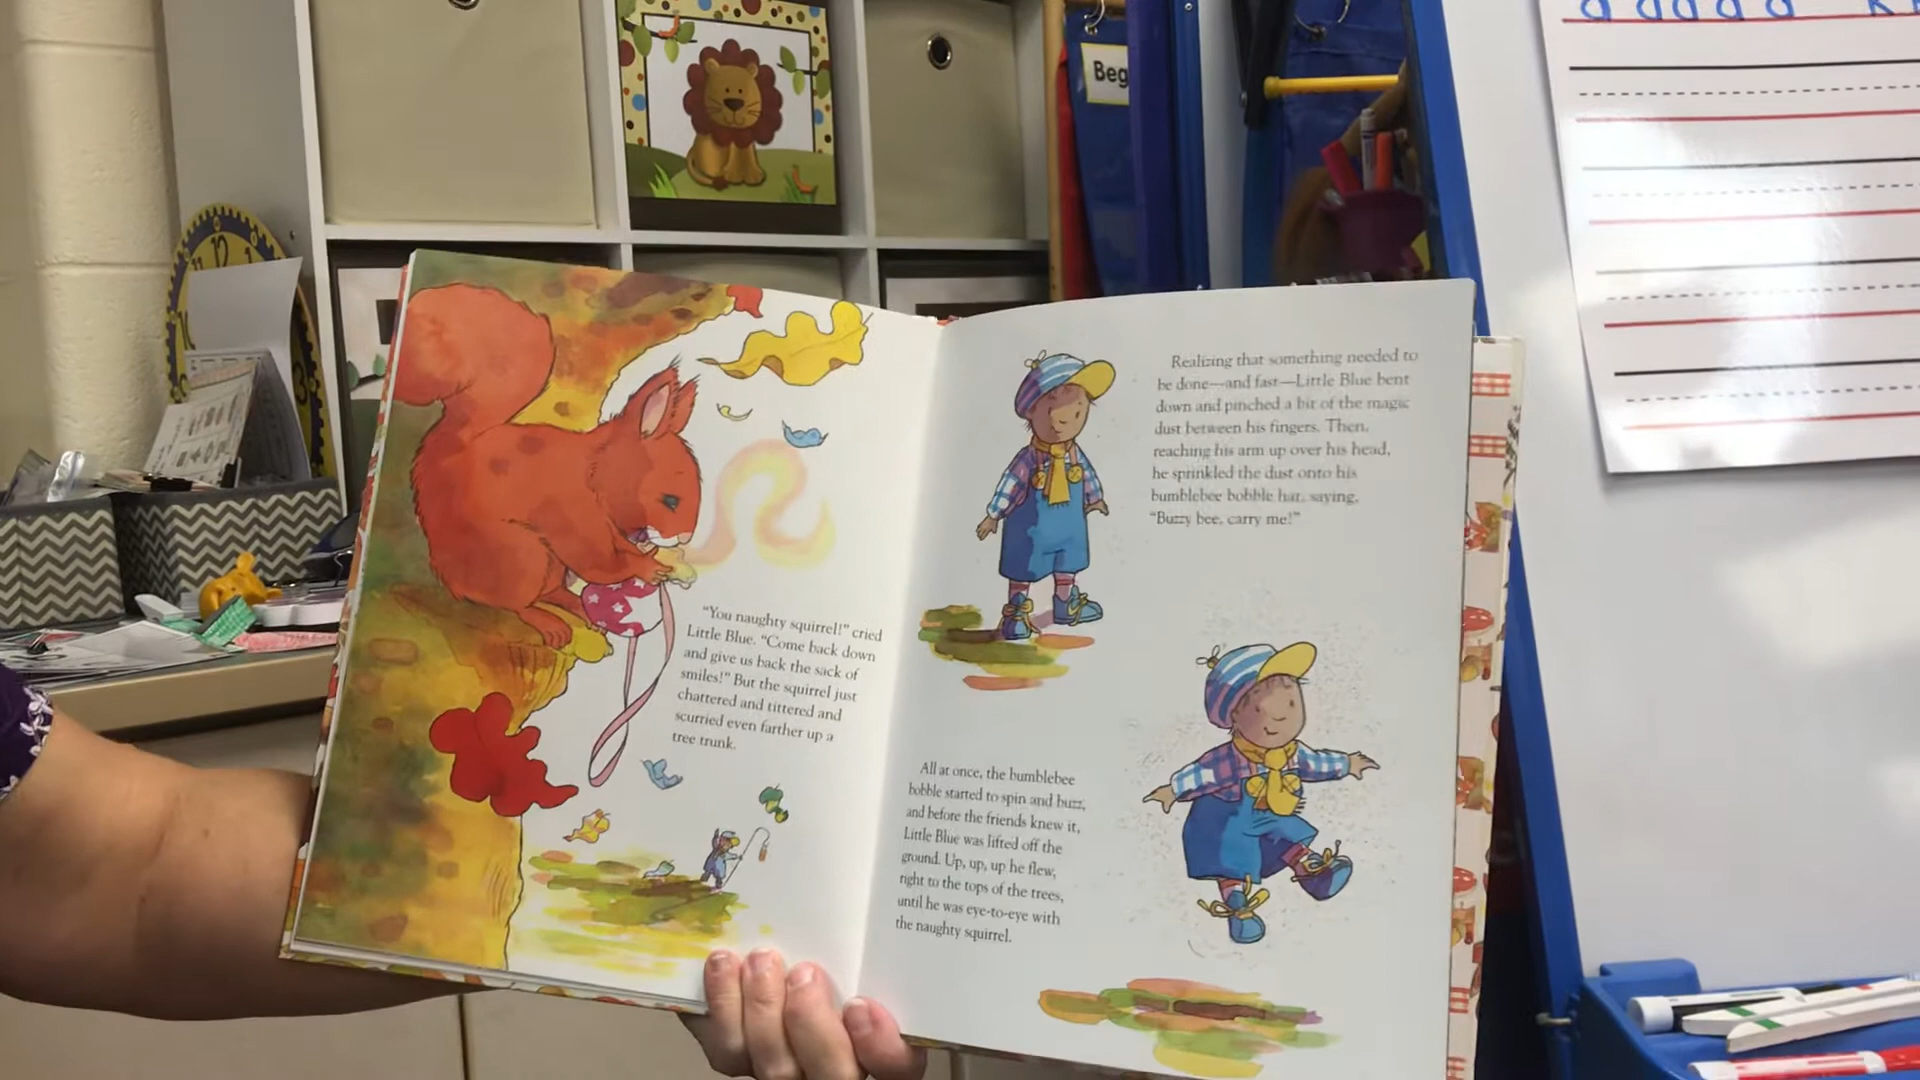 Beg
12
1
3
"You naughty squirrel!" cried
Little Blue. "Come back down
and give us back the sack of
smiles!" But the squirrel just
chattered and tittered and
scurried even farther up a
tree trunk.
Realizing that something needed to
be done—and fast—Little Blue bent
down and pinched a bit of the magic
dust between his fingers. Then,
reaching his arm up over his head,
he sprinkled the dust onto his
bumblebee bobble hat, saying,
"Buzzy bee, carry me!"
All at once, the bumblebee
bobble started to spin and buzz,
and before the friends knew it,
Little Blue was lifted off the
ground. Up, up, up he flew,
right to the tops of the trees,
until he was eye-to-eye with
the naughty squirrel.